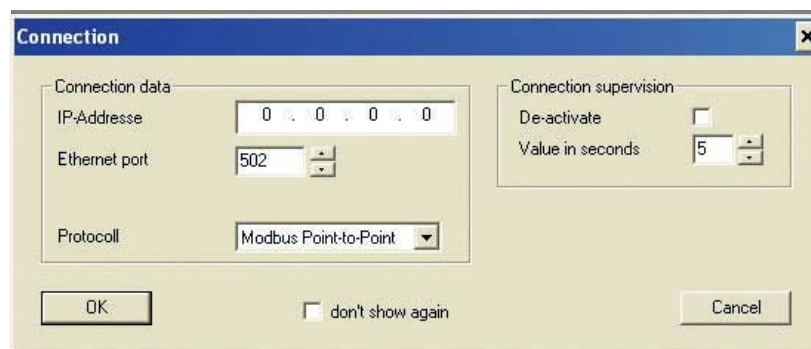 Connection
Connection data
IP-Addresse 0 . 0 . 0 . 0
Ethernet port 502
Protocoll Modbus Point-to-Point
Connection supervision
De-activate
Value in seconds 5
OK
don't show again
Cancel